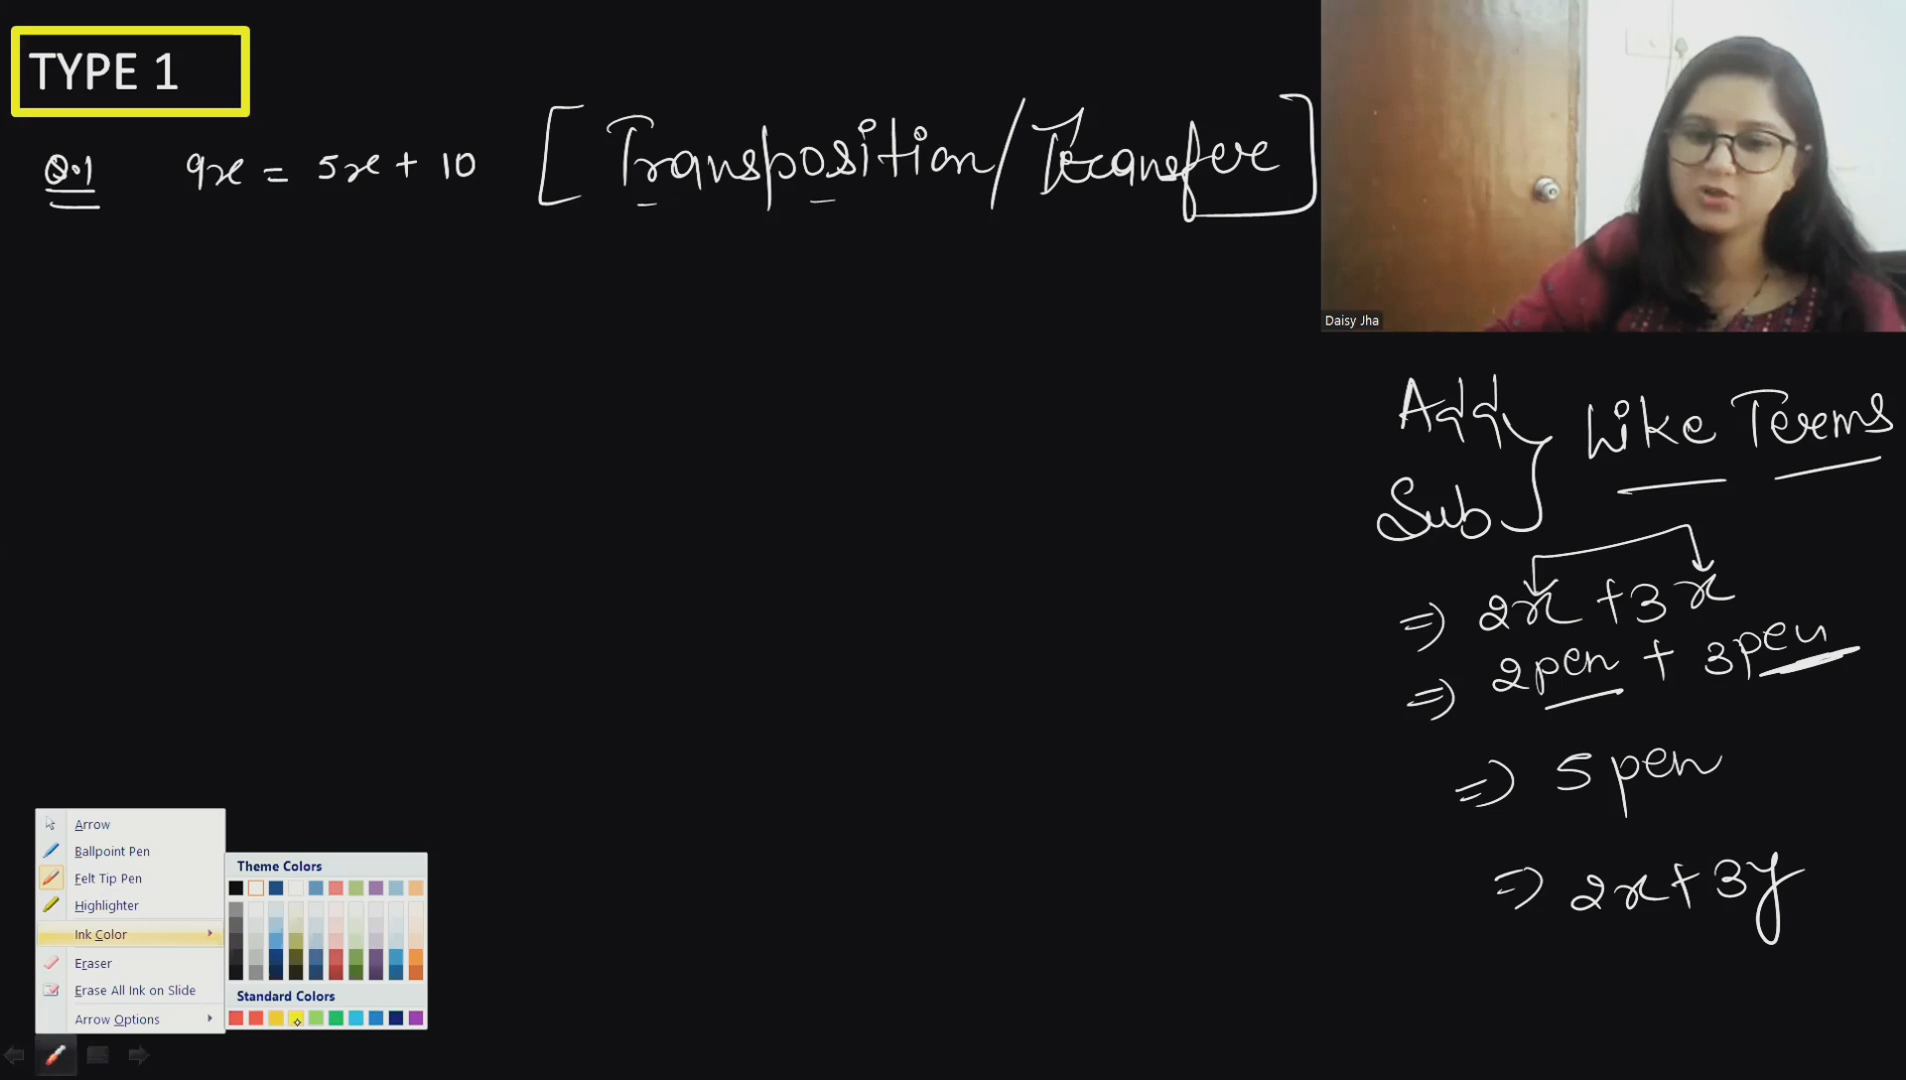 TYPE 1
Q.1 9x = 5x + 10 [Transposition/Transfer]
Daisy Jha
Add
Sub } Like Terms
⇒ 2x + 3x
⇒ 2pen + 3pen
⇒ 5 pen
⇒ 2x + 3y
Arrow
Ballpoint Pen
Felt Tip Pen
Highlighter
Ink Color
Eraser
Erase All Ink on Slide
Arrow Options
Theme Colors
Standard Colors